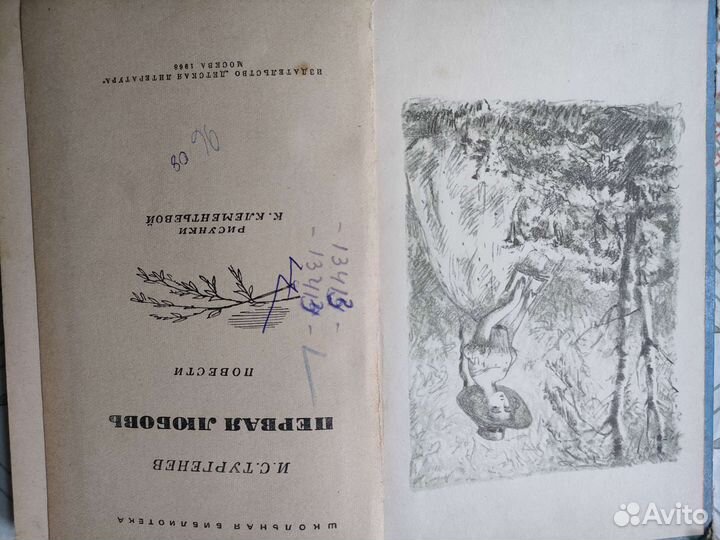 ШКОЛЬНАЯ БИБЛИОТЕКА
И. С. ТУРГЕНЕВ
ПЕРВАЯ ЛЮБОВЬ
ПОВЕСТИ
РИСУНКИ
К. КЛЕМЕНТЬЕВОЙ
ИЗДАТЕЛЬСТВО „ДЕТСКАЯ ЛИТЕРАТУРА"
МОСКВА 1968
Avito